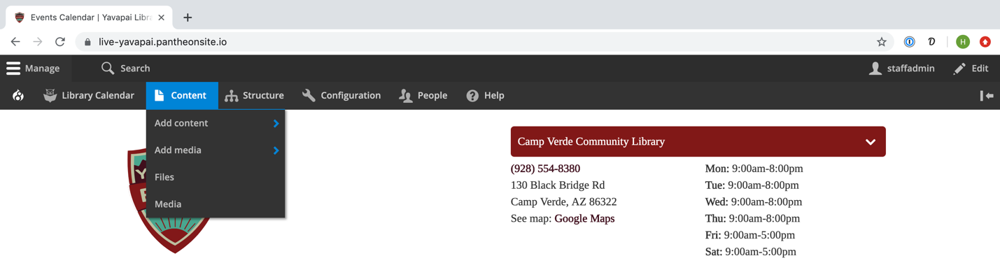 Events Calendar | Yavapai Libra
live-yavapai.pantheonsite.io
H
Manage
Search
staffadmin
Edit
Library Calendar
Content
Structure
Configuration
People
Help
Add content
Add media
Files
Media
Camp Verde Community Library
(928) 554-8380
130 Black Bridge Rd
Camp Verde, AZ 86322
See map: Google Maps
Mon: 9:00am-8:00pm
Tue: 9:00am-8:00pm
Wed: 9:00am-8:00pm
Thu: 9:00am-8:00pm
Fri: 9:00am-5:00pm
Sat: 9:00am-5:00pm